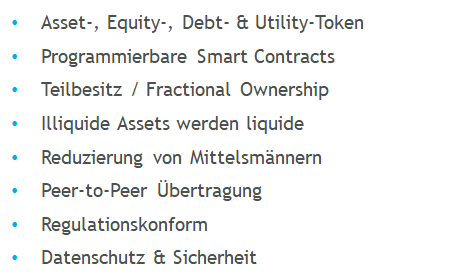 • Asset-, Equity-, Debt- & Utility-Token
• Programmierbare Smart Contracts
• Teilbesitz / Fractional Ownership
• Illiquide Assets werden liquide
• Reduzierung von Mittelsmännern
• Peer-to-Peer Übertragung
• Regulationskonform
• Datenschutz & Sicherheit